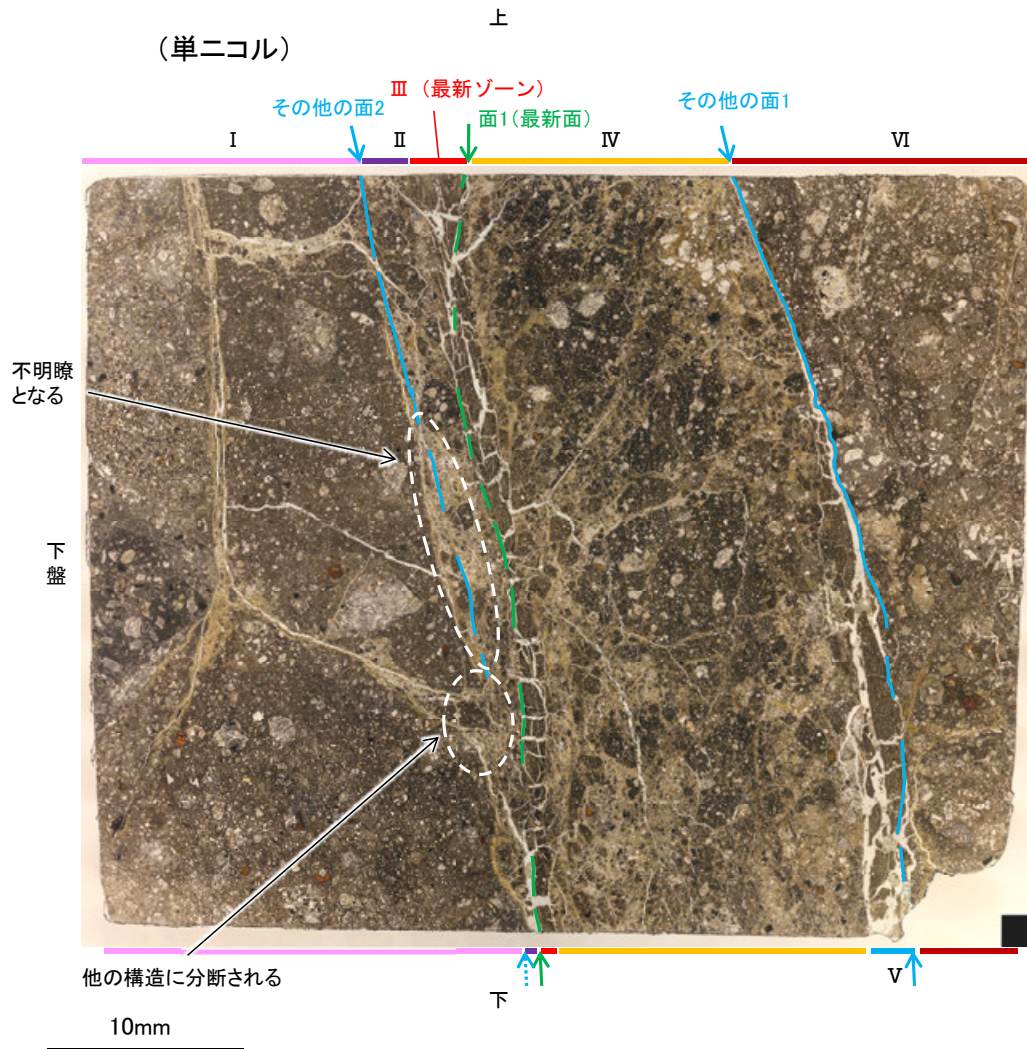 上
(単ニコル)
Ⅲ (最新ゾーン)
その他の面2
面1(最新面)
その他の面1
Ⅰ
Ⅱ
Ⅳ
Ⅵ
不明瞭
となる
下
盤
他の構造に分断される
Ⅴ
下
10mm